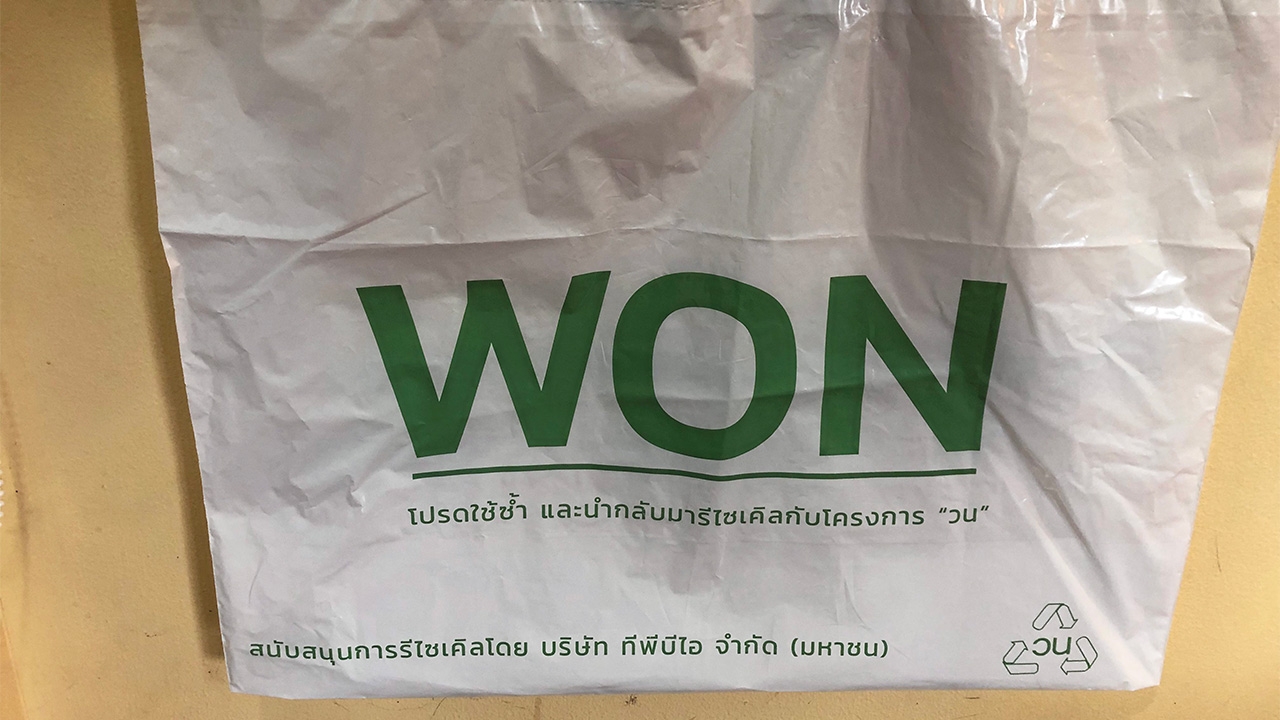 WON
โปรดใช้ซ้ำ และนำกลับมารีไซเคิลกับโครงการ “วน”
สนับสนุนการรีไซเคิลโดย บริษัท ทีพีบีไอ จำกัด (มหาชน)
วน